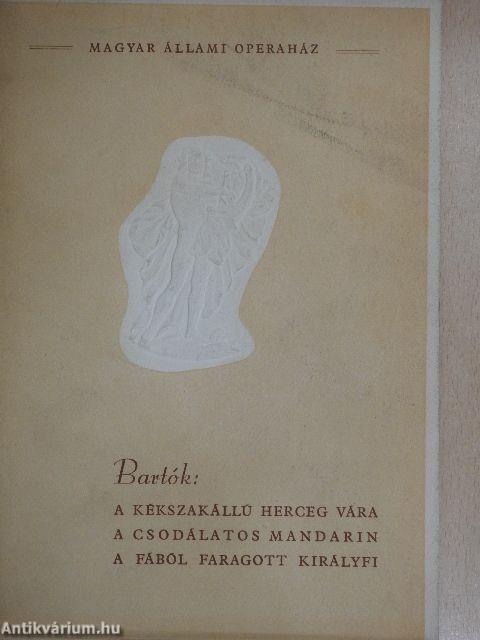 MAGYAR ÁLLAMI OPERAHÁZ
Bartók:
A KÉKSZAKÁLLÚ HERCEG VÁRA
A CSODÁLATOS MANDARIN
A FÁBÓL FARAGOTT KIRÁLYFI
Antikvárium.hu